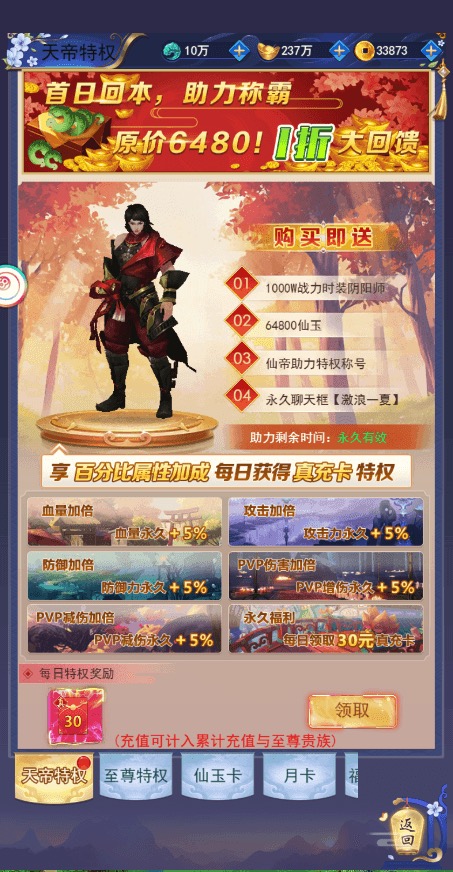 天帝特权 10万 237万 33873
首日回本，助力称霸
原价6480！1折 大回馈
购买即送
01 1000W战力时装阴阳师
02 64800仙玉
03 仙帝助力特权称号
04 永久聊天框【激浪一夏】
助力剩余时间：永久有效
享 百分比属性加成 每日获得 真充卡 特权
血量加倍
血量永久+5%
攻击加倍
攻击力永久+5%
防御加倍
防御力永久+5%
PVP伤害加倍
PVP增伤永久+5%
PVP减伤加倍
PVP减伤永久+5%
永久福利
每日领取30元真充卡
每日特权奖励
30
领取
(充值可计入累计充值与至尊贵族)
天帝特权 至尊特权 仙玉卡 月卡
返回